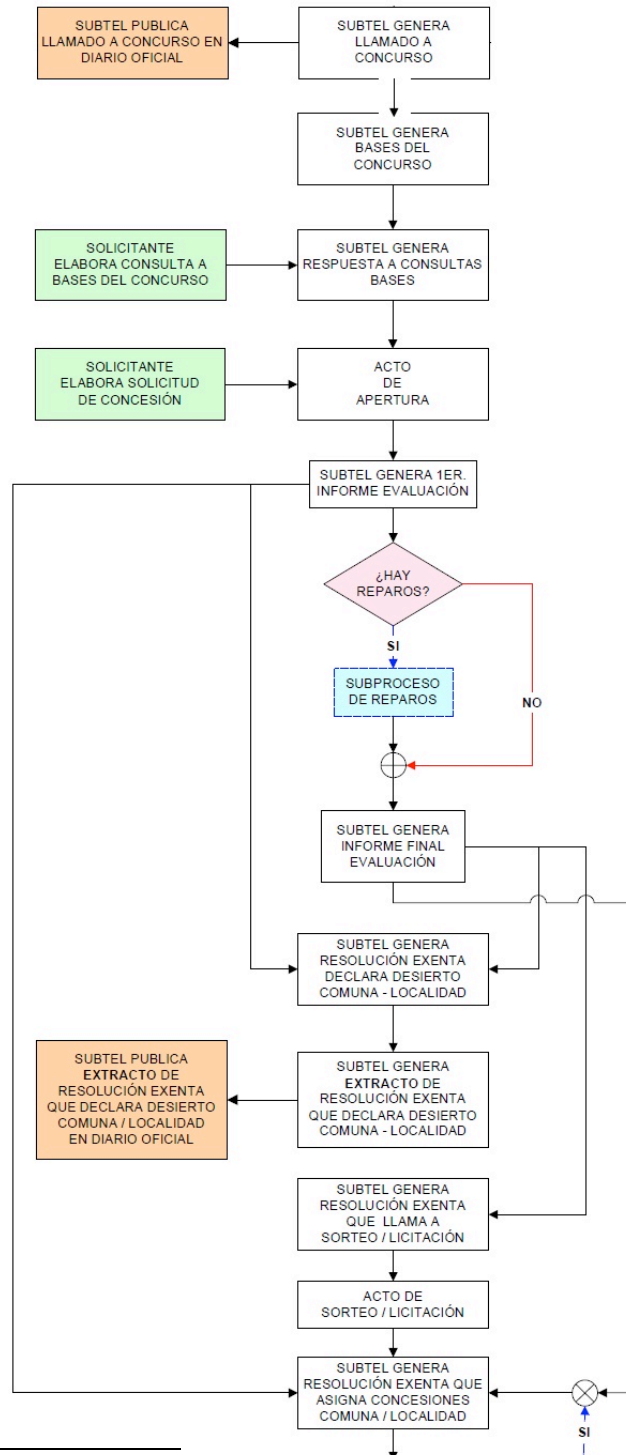 SUBTEL PUBLICA
LLAMADO A CONCURSO EN
DIARIO OFICIAL
SUBTEL GENERA
LLAMADO A
CONCURSO
SUBTEL GENERA
BASES DEL
CONCURSO
SOLICITANTE
ELABORA CONSULTA A
BASES DEL CONCURSO
SUBTEL GENERA
RESPUESTA A CONSULTAS
BASES
SOLICITANTE
ELABORA SOLICITUD
DE CONCESIÓN
ACTO
DE
APERTURA
SUBTEL GENERA 1ER.
INFORME EVALUACIÓN
¿HAY
REPAROS?
SI
SUBPROCESO
DE REPAROS
NO
SUBTEL GENERA
INFORME FINAL
EVALUACIÓN
SUBTEL GENERA
RESOLUCIÓN EXENTA
DECLARA DESIERTO
COMUNA - LOCALIDAD
SUBTEL PUBLICA
EXTRACTO DE
RESOLUCIÓN EXENTA
QUE DECLARA DESIERTO
COMUNA / LOCALIDAD
EN DIARIO OFICIAL
SUBTEL GENERA
EXTRACTO DE
RESOLUCIÓN EXENTA
QUE DECLARA DESIERTO
COMUNA - LOCALIDAD
SUBTEL GENERA
RESOLUCIÓN EXENTA
QUE LLAMA A
SORTEO / LICITACIÓN
ACTO DE
SORTEO / LICITACIÓN
SUBTEL GENERA
RESOLUCIÓN EXENTA QUE
ASIGNA CONCESIONES
COMUNA / LOCALIDAD
SI